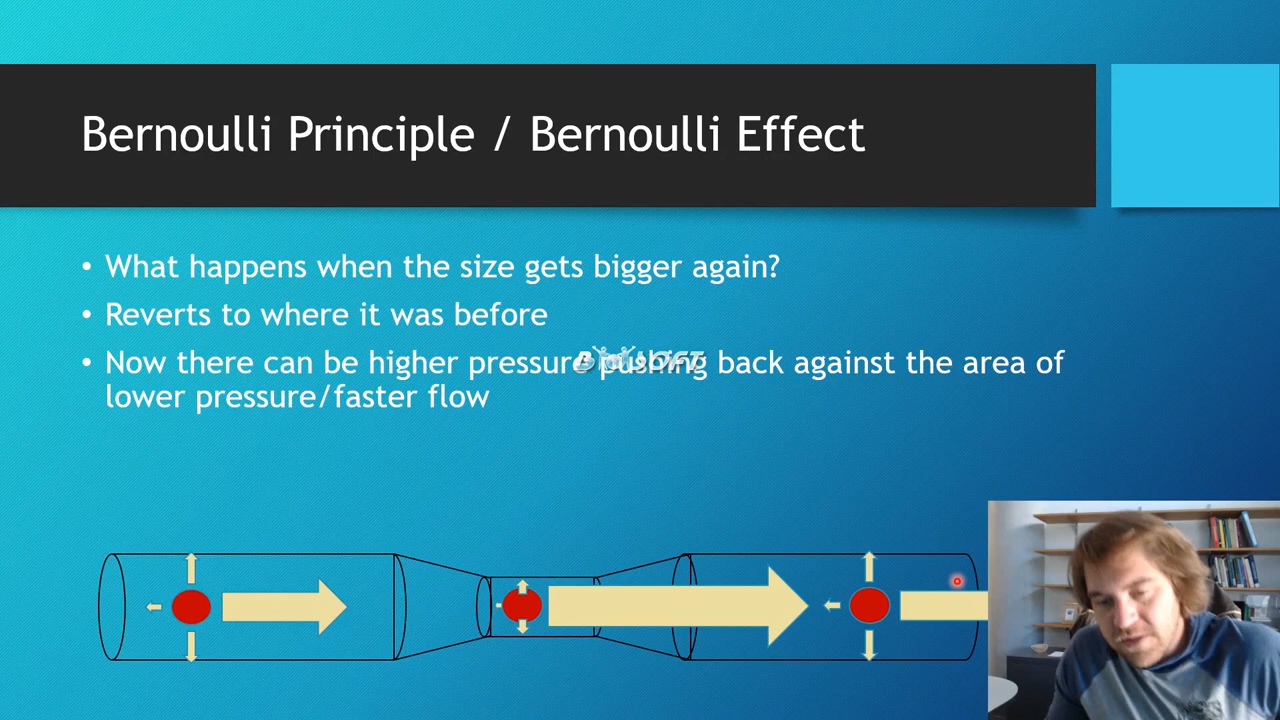 Bernoulli Principle / Bernoulli Effect
• What happens when the size gets bigger again?
• Reverts to where it was before
• Now there can be higher pressure pushing back against the area of
lower pressure/faster flow